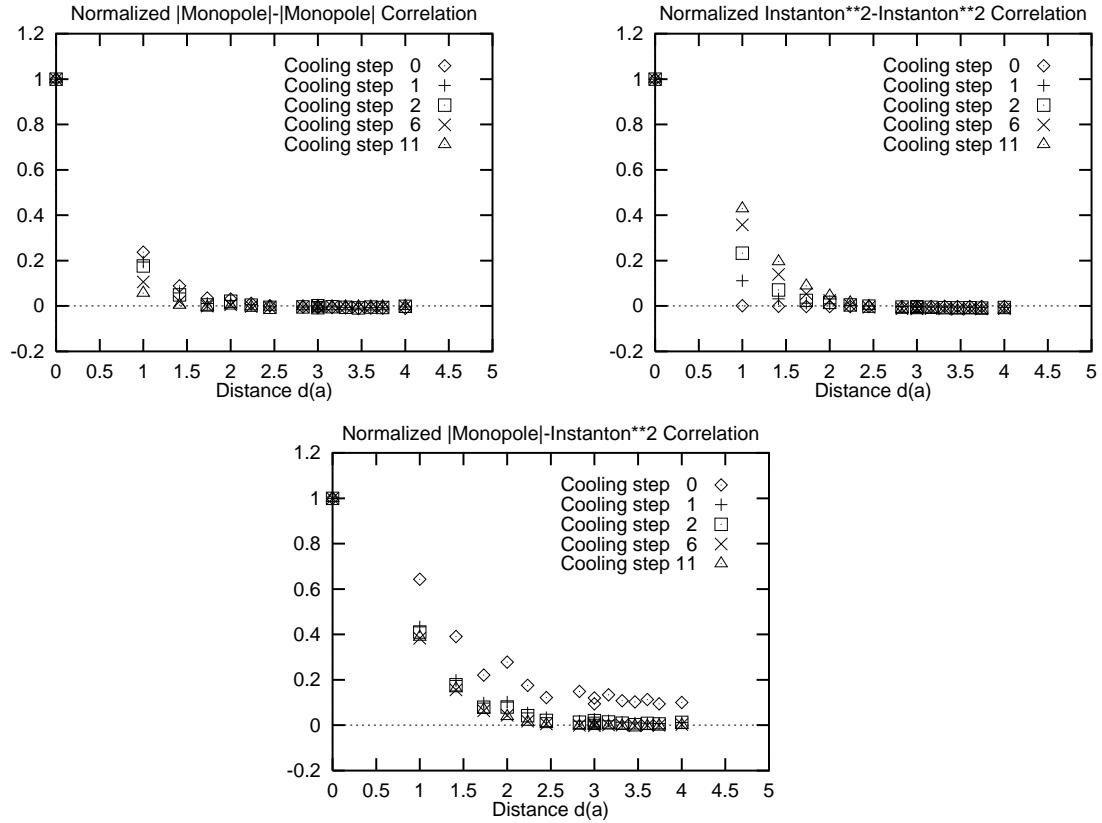 Normalized |Monopole|-|Monopole| Correlation
1.2
1
0.8
0.6
0.4
0.2
0
-0.2
Cooling step 0
Cooling step 1
Cooling step 2
Cooling step 6
Cooling step 11
0 0.5 1 1.5 2 2.5 3 3.5 4 4.5 5
Distance d(a)
Normalized Instanton**2-Instanton**2 Correlation
1.2
1
0.8
0.6
0.4
0.2
0
-0.2
Cooling step 0
Cooling step 1
Cooling step 2
Cooling step 6
Cooling step 11
0 0.5 1 1.5 2 2.5 3 3.5 4 4.5 5
Distance d(a)
Normalized |Monopole|-Instanton**2 Correlation
1.2
1
0.8
0.6
0.4
0.2
0
-0.2
Cooling step 0
Cooling step 1
Cooling step 2
Cooling step 6
Cooling step 11
0 0.5 1 1.5 2 2.5 3 3.5 4 4.5 5
Distance d(a)